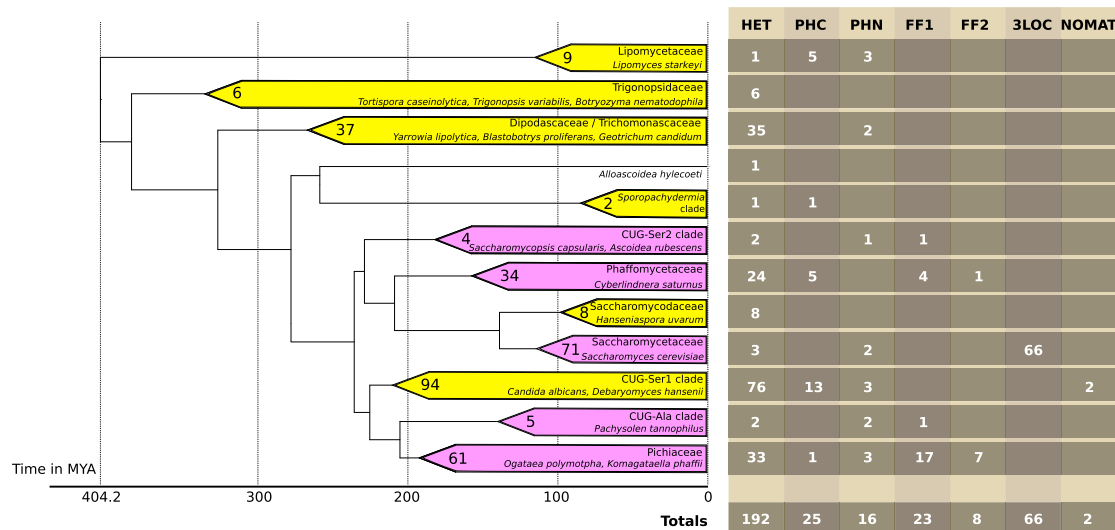 HET PHC PHN FF1 FF2 3LOC NOMAT
9 Lipomycetaceae 1 5 3
Lipomyces starkeyi
6 Trigonopsidaceae 6
Tortispora caseinolytica, Trigonopsis variabilis, Botryozyma nematodophila
37 Dipodascaceae / Trichomonascaceae 35 2
Yarrowia lipolytica, Blastobotrys proliferans, Geotrichum candidum
Alloascoidea hylecoeti 1
2 Sporopachydermia 1 1
clade
4 CUG-Ser2 clade 2 1 1
Saccharomycopsis capsularis, Ascoidea rubescens
34 Phaffomycetaceae 24 5 4 1
Cyberlindnera saturnus
8 Saccharomycodaceae 8
Hanseniaspora uvarum
71 Saccharomycetaceae 3 2 66
Saccharomyces cerevisiae
94 CUG-Ser1 clade 76 13 3 2
Candida albicans, Debaryomyces hansenii
5 CUG-Ala clade 2 2 1
Pachysolen tannophilus
61 Pichiaceae 33 1 3 17 7
Ogataea polymotpha, Komagataella phaffii
Time in MYA
404.2 300 200 100 0
Totals 192 25 16 23 8 66 2